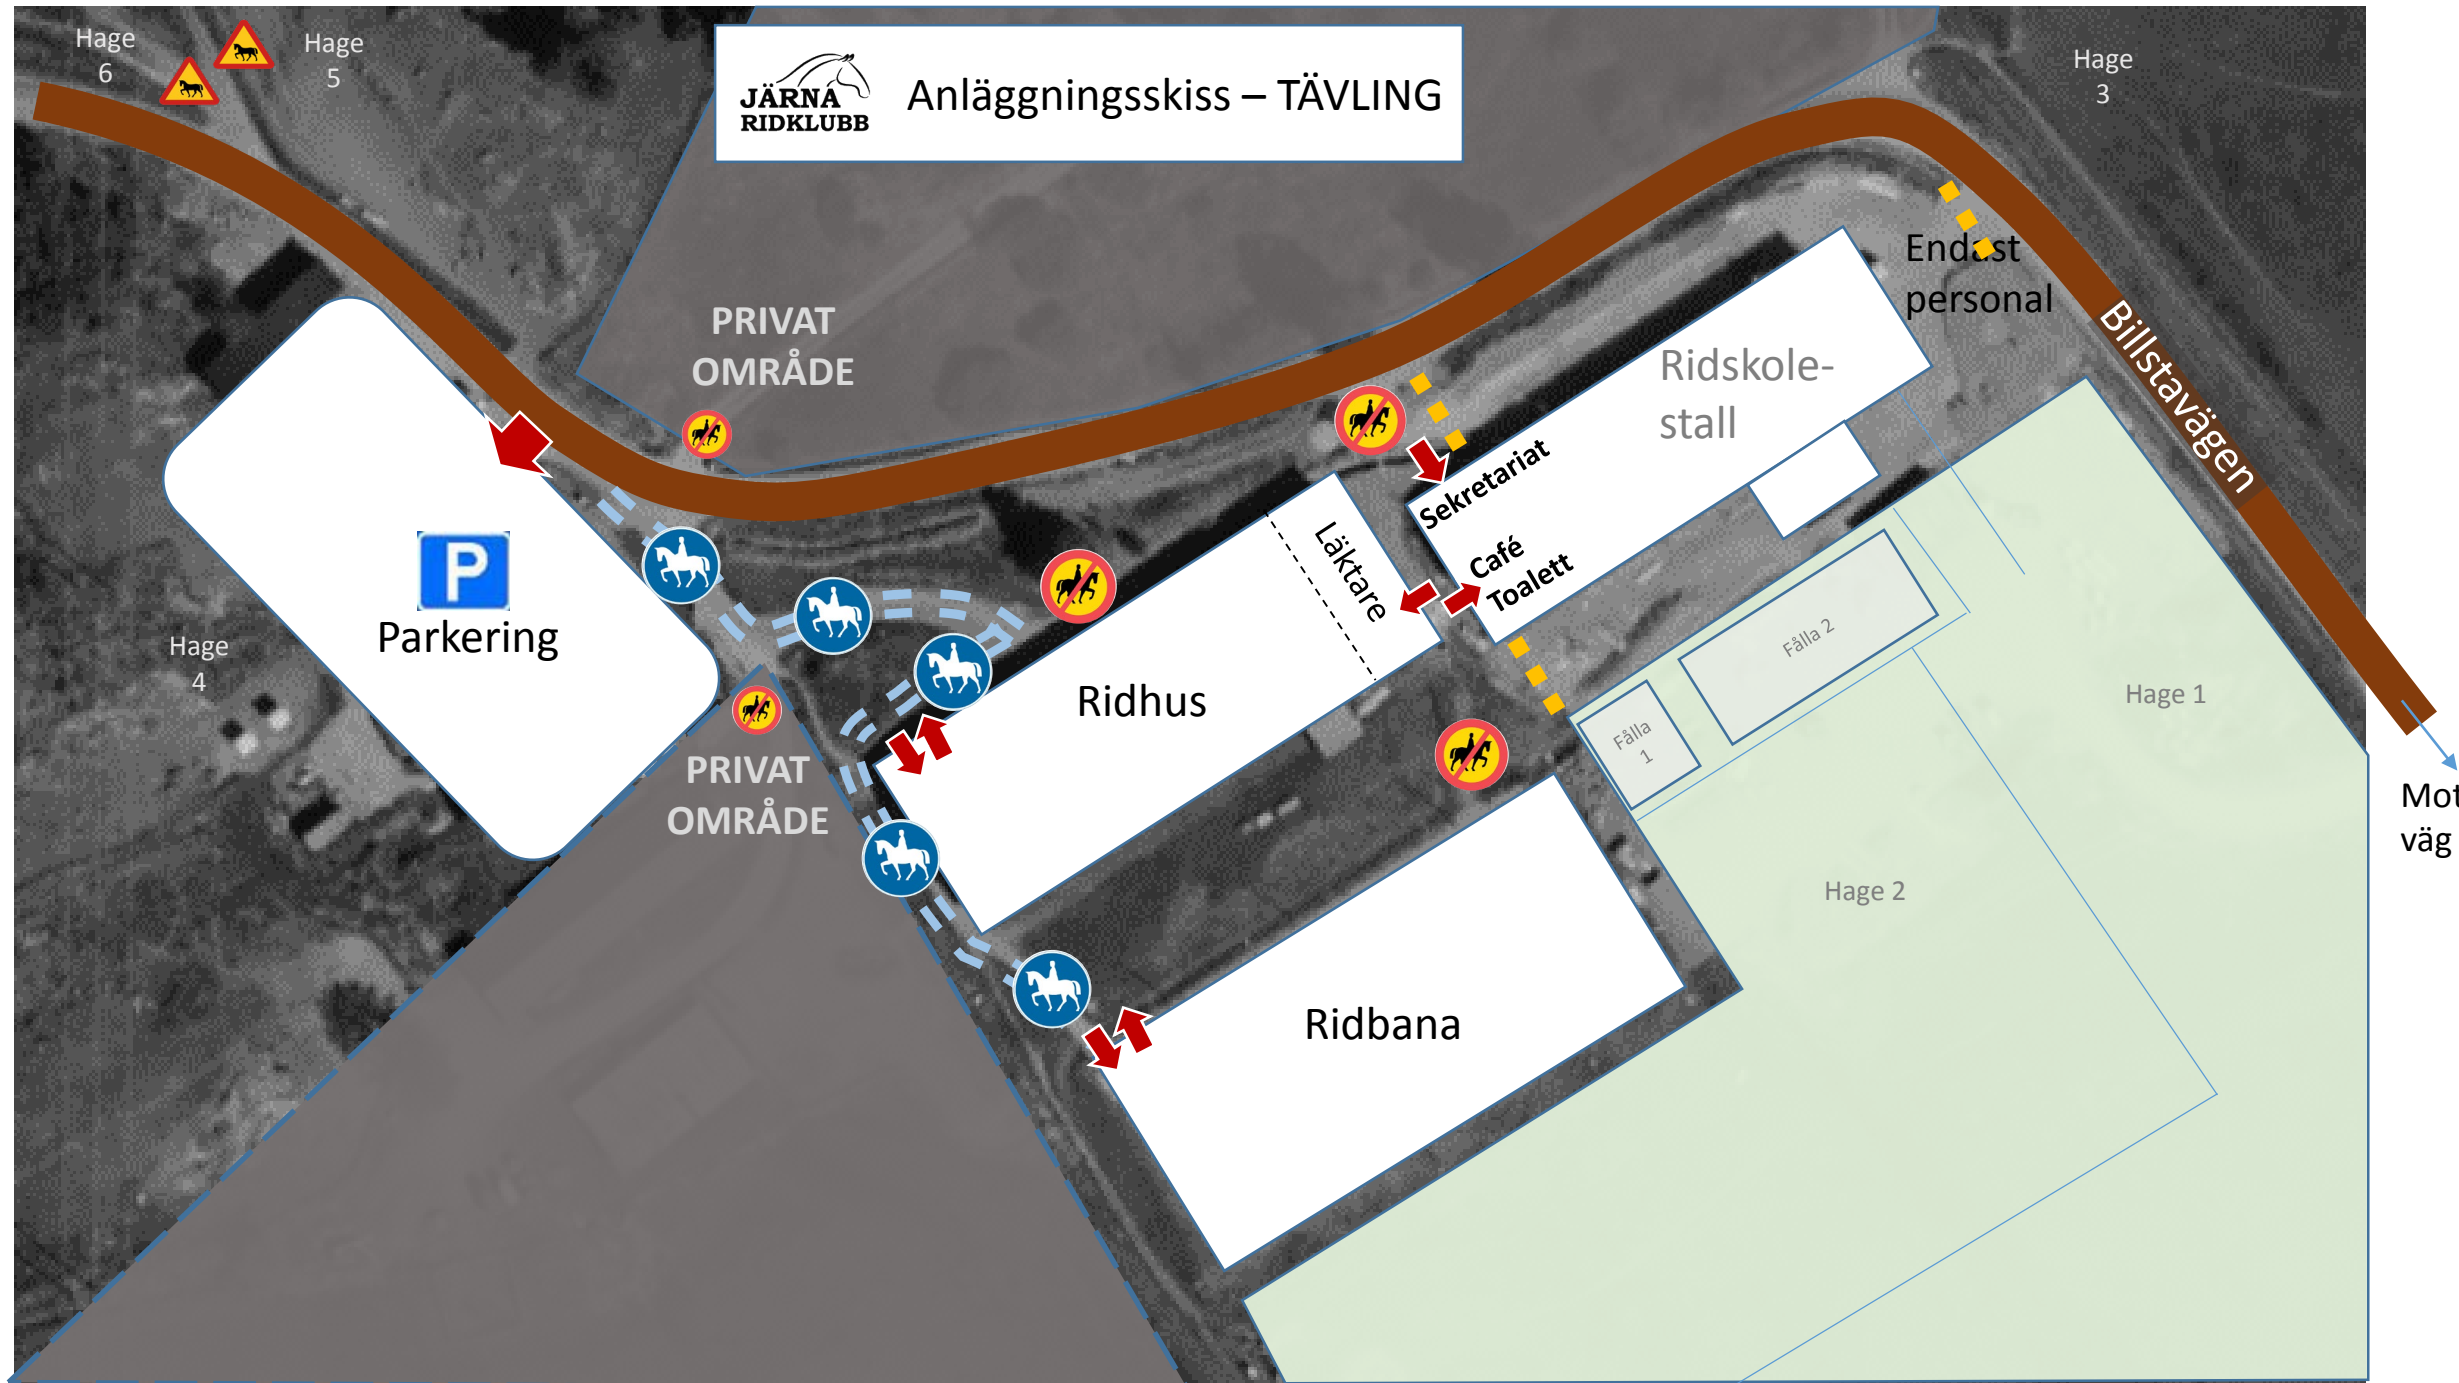 Hage
6
Hage
5
JÄRNA
RIDKLUBB
Anläggningsskiss – TÄVLING
Hage
3
Endast
personal
Billstavägen
PRIVAT
OMRÅDE
Ridskole-
stall
Sekretariat
Café
Toalett
Läktare
P
Parkering
Hage
4
Ridhus
Fålla 2
Fålla
1
Hage 1
PRIVAT
OMRÅDE
Mot
väg
Hage 2
Ridbana